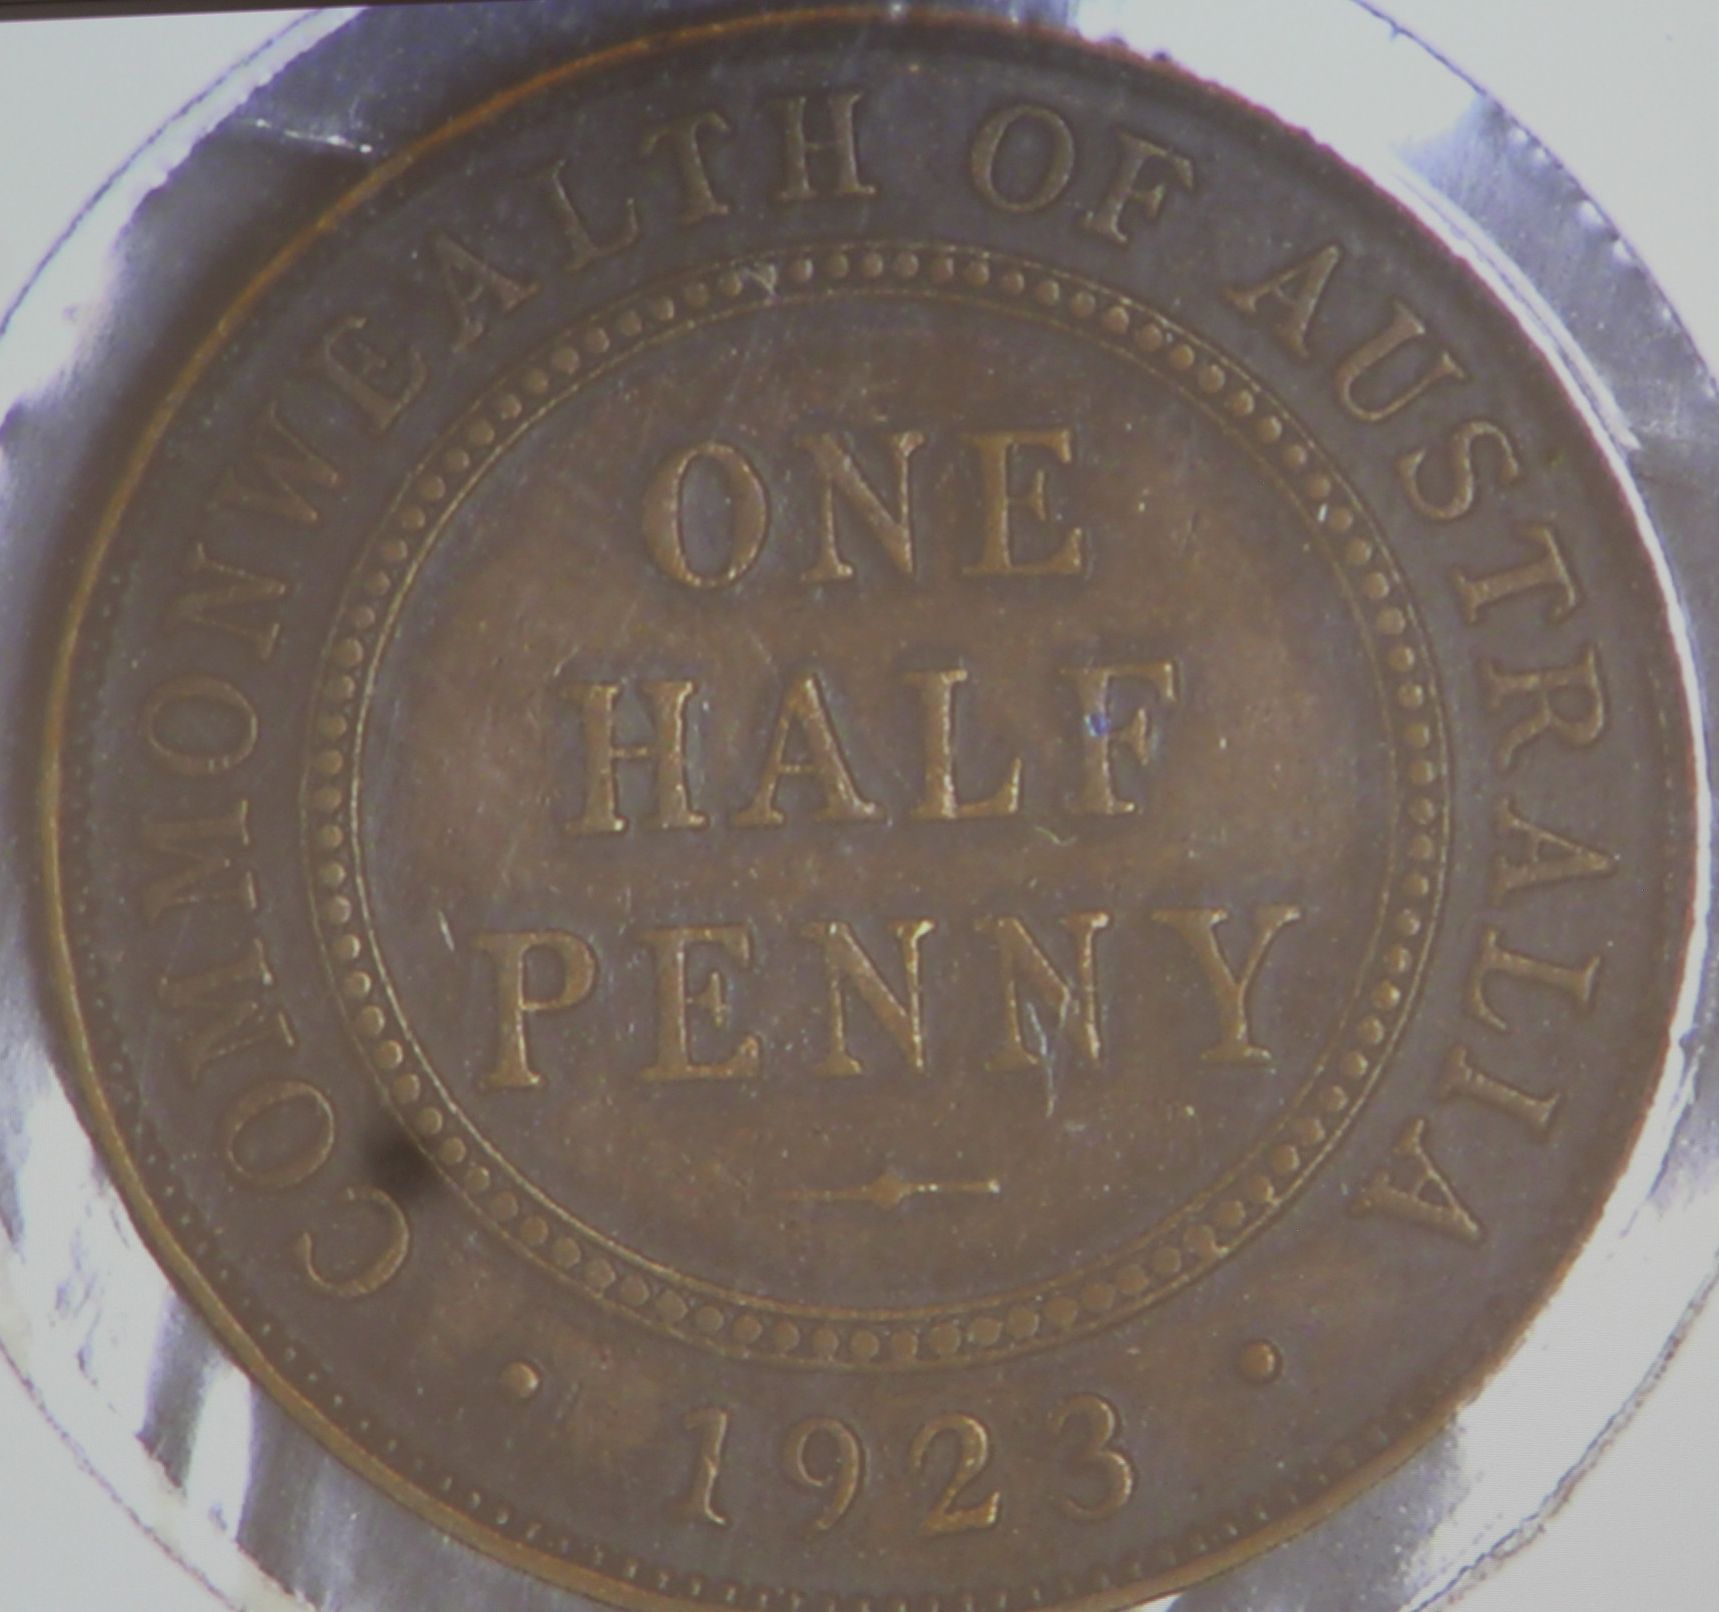 COMMONWEALTH OF AUSTRALIA
ONE
HALF
PENNY
· 1923 ·